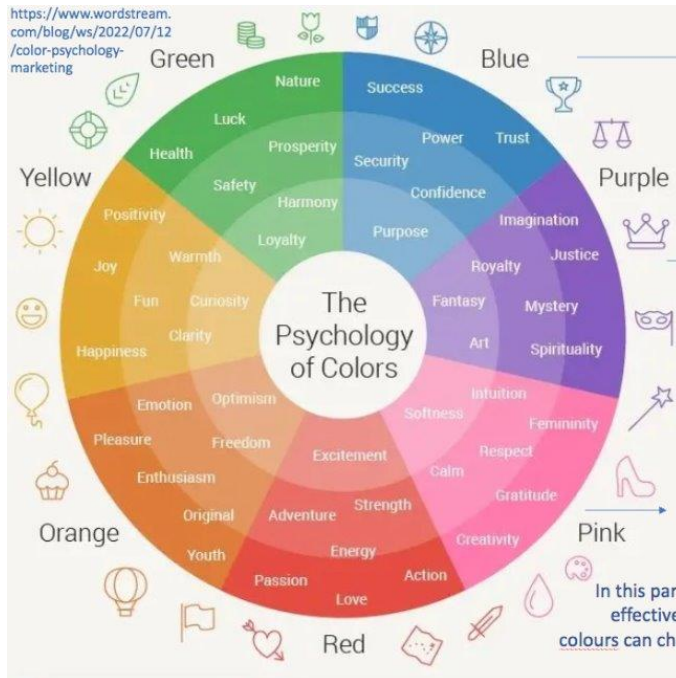 https://www.wordstream.
com/blog/ws/2022/07/12
/color-psychology-
marketing
Green
Nature
Luck
Health
Prosperity
Safety
Harmony
Loyalty
Blue
Success
Power
Trust
Security
Confidence
Purpose
Purple
Imagination
Justice
Royalty
Fantasy
Mystery
Art
Spirituality
Yellow
Positivity
Joy
Warmth
Fun
Curiosity
Clarity
Happiness
The
Psychology
of Colors
Orange
Emotion
Optimism
Pleasure
Freedom
Enthusiasm
Original
Youth
Red
Excitement
Adventure
Strength
Energy
Passion
Action
Love
Pink
Intuition
Softness
Femininity
Respect
Calm
Gratitude
Creativity
In this par
effective
colours can ch